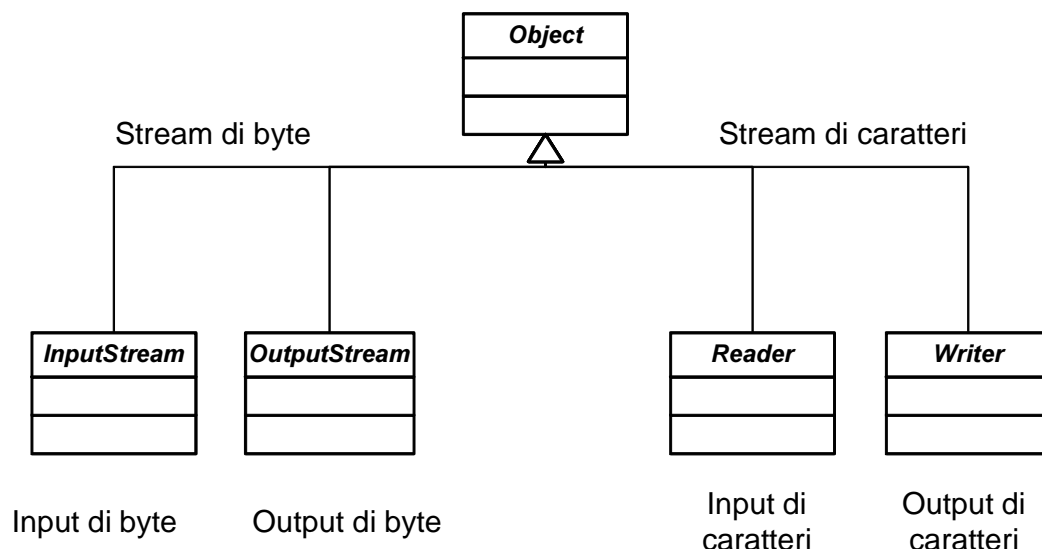 Object
Stream di byte
Stream di caratteri
InputStream
OutputStream
Reader
Writer
Input di byte
Output di byte
Input di
caratteri
Output di
caratteri